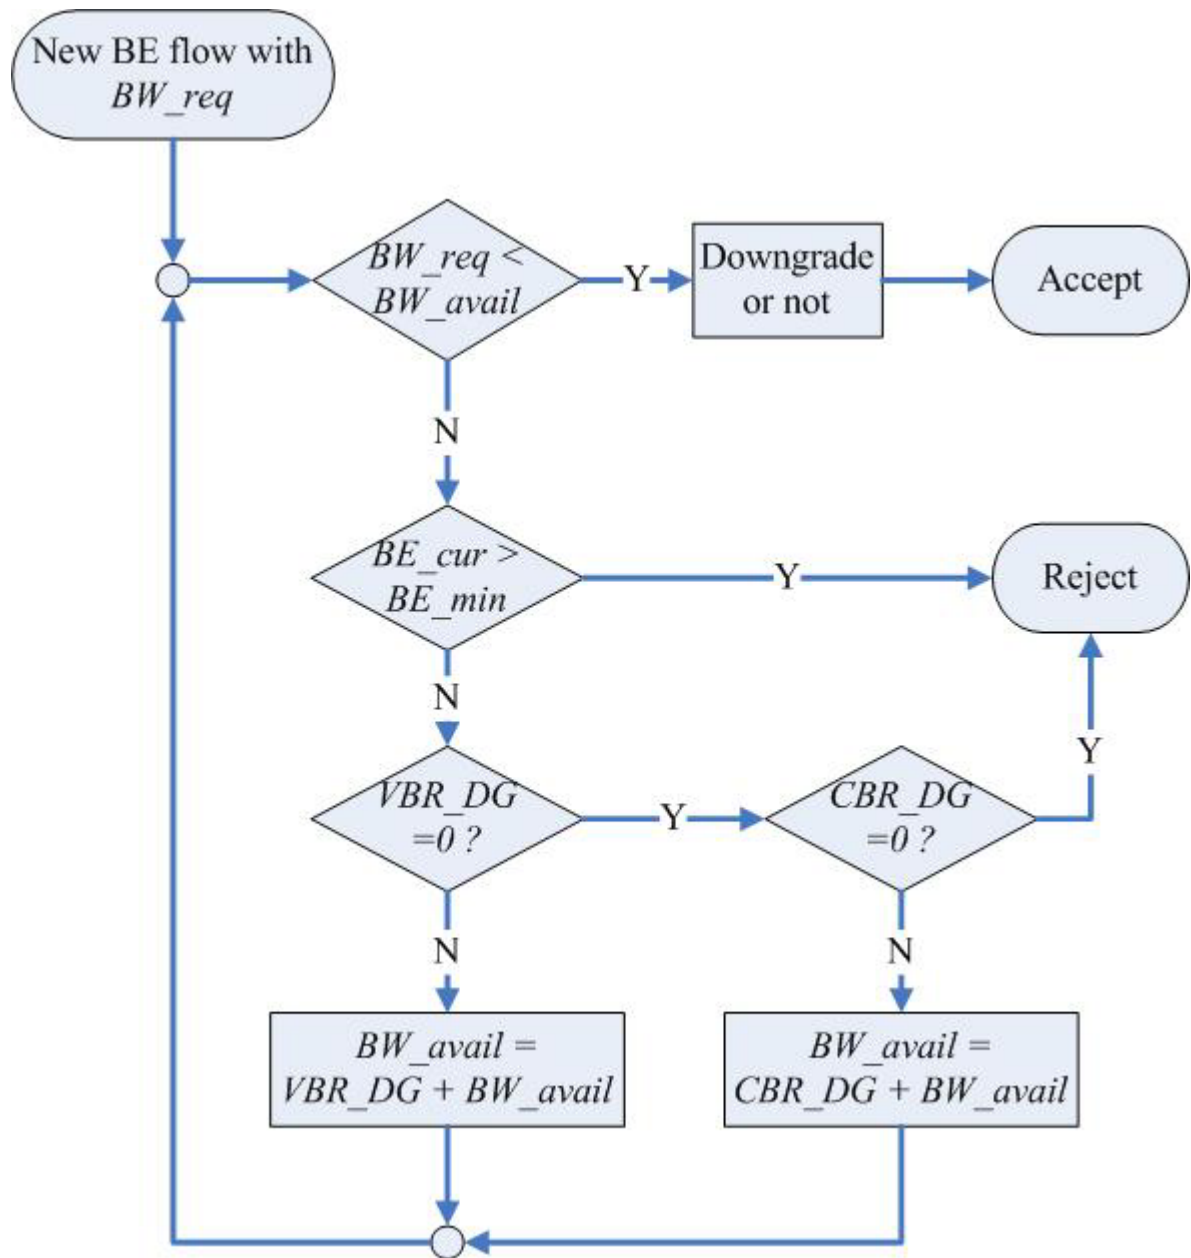 New BE flow with
BW_req
BW_req <
BW_avail
Y
Downgrade
or not
Accept
N
BE_cur >
BE_min
Y
Reject
N
VBR_DG
=0 ?
Y
CBR_DG
=0 ?
Y
N
N
BW_avail =
VBR_DG + BW_avail
BW_avail =
CBR_DG + BW_avail